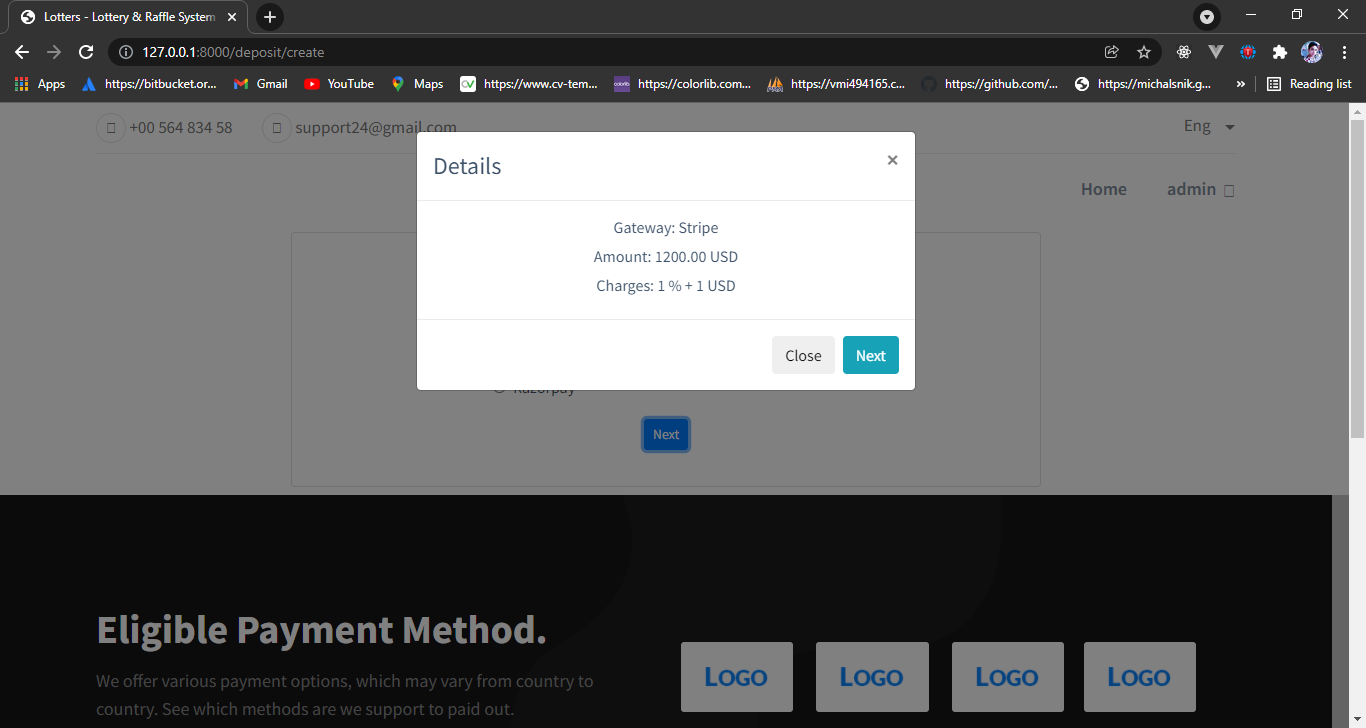 Lotters - Lottery & Raffle System
127.0.0.1:8000/deposit/create
Apps https://bitbucket.or... Gmail YouTube Maps https://www.cv-tem... https://colorlib.com... https://vmi494165.c... https://github.com/... https://michalsnik.g... » Reading list
+00 564 834 58 support24@gmail.com Eng
Details ×
Home admin
Gateway: Stripe
Amount: 1200.00 USD
Charges: 1 % + 1 USD
Close Next
Razorpay
Next
Eligible Payment Method.
We offer various payment options, which may vary from country to
country. See which methods are we support to paid out.
LOGO LOGO LOGO LOGO